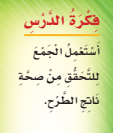 فِكْرَةُ الدَّرْسِ
أَسْتَعْمِلُ الْجَمْعَ
لِلتَّحَقُّقِ مِنْ صِحَّةِ
نَاتِجِ الطَّرْحِ.